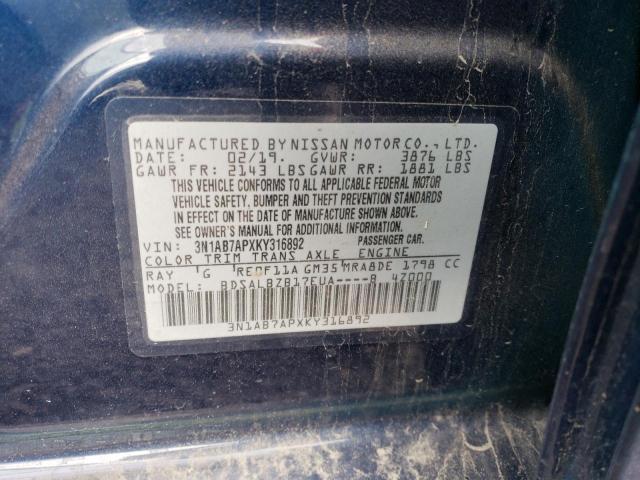 MANUFACTURED BY NISSAN MOTOR CO., LTD.
DATE: 02/19. GVWR: 3876 LBS
GAWR FR: 2143 LBS GAWR RR: 1881 LBS
THIS VEHICLE CONFORMS TO ALL APPLICABLE FEDERAL MOTOR
VEHICLE SAFETY, BUMPER AND THEFT PREVENTION STANDARDS
IN EFFECT ON THE DATE OF MANUFACTURE SHOWN ABOVE.
SEE OWNER'S MANUAL FOR ADDITIONAL INFORMATION.
VIN: 3N1AB7APXKY316892 PASSENGER CAR.
COLOR TRIM TRANS AXLE ENGINE
RAY G RE0F11A GM35 MRA8DE 1798 CC
MODEL: BDSALBZB17EUA----B 4Z000
3N1AB7APXKY316892